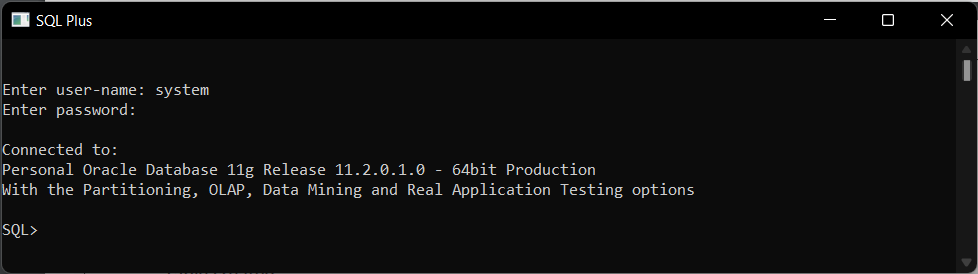 SQL Plus
Enter user-name: system
Enter password:
Connected to:
Personal Oracle Database 11g Release 11.2.0.1.0 - 64bit Production
With the Partitioning, OLAP, Data Mining and Real Application Testing options
SQL>